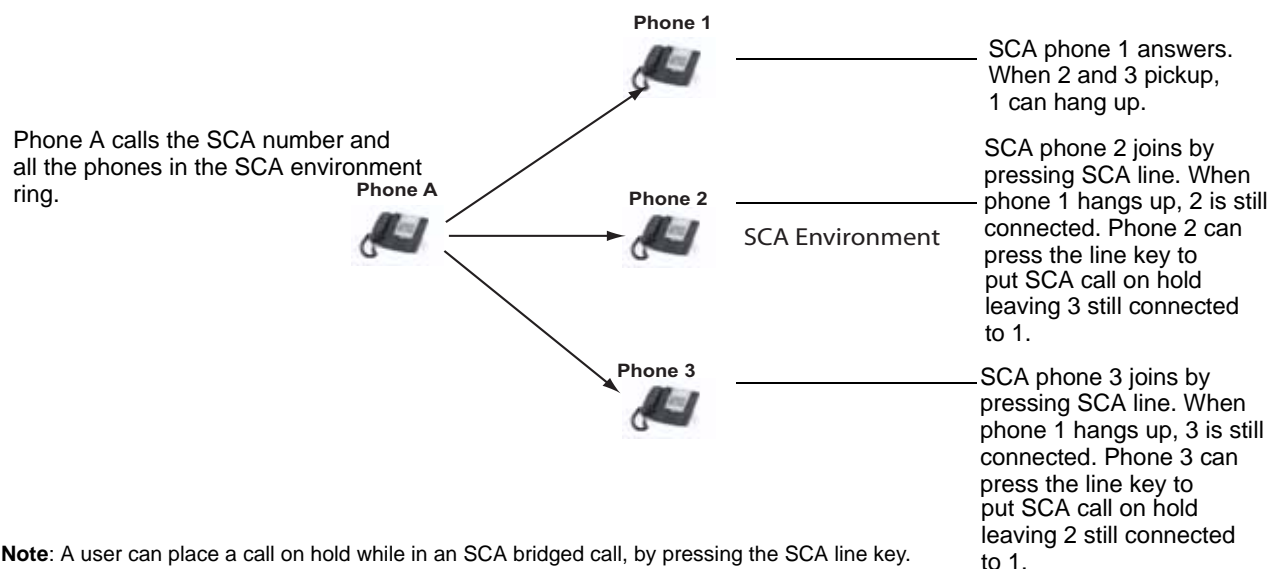 Phone A calls the SCA number and
all the phones in the SCA environment
ring.
Phone A
Phone 1
SCA phone 1 answers.
When 2 and 3 pickup,
1 can hang up.
Phone 2
SCA Environment
SCA phone 2 joins by
pressing SCA line. When
phone 1 hangs up, 2 is still
connected. Phone 2 can
press the line key to
put SCA call on hold
leaving 3 still connected
to 1.
Phone 3
SCA phone 3 joins by
pressing SCA line. When
phone 1 hangs up, 3 is still
connected. Phone 3 can
press the line key to
put SCA call on hold
leaving 2 still connected
to 1.
Note: A user can place a call on hold while in an SCA bridged call, by pressing the SCA line key.